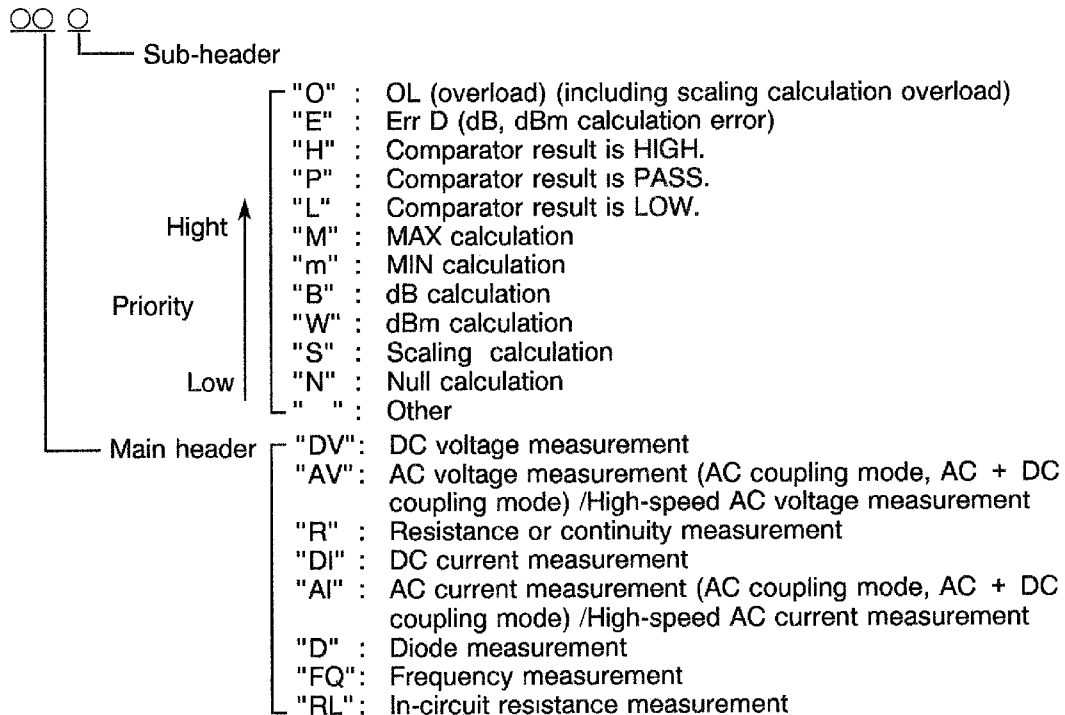 ○○ ○
Sub-header
"O" : OL (overload) (including scaling calculation overload)
"E" : Err D (dB, dBm calculation error)
"H" : Comparator result is HIGH.
"P" : Comparator result is PASS.
"L" : Comparator result is LOW.
Hight
"M" : MAX calculation
"m" : MIN calculation
Priority
"B" : dB calculation
"W" : dBm calculation
"S" : Scaling calculation
Low
"N" : Null calculation
" " : Other
Main header
"DV": DC voltage measurement
"AV": AC voltage measurement (AC coupling mode, AC + DC
coupling mode) /High-speed AC voltage measurement
"R" : Resistance or continuity measurement
"DI" : DC current measurement
"AI" : AC current measurement (AC coupling mode, AC + DC
coupling mode) /High-speed AC current measurement
"D" : Diode measurement
"FQ": Frequency measurement
"RL": In-circuit resistance measurement